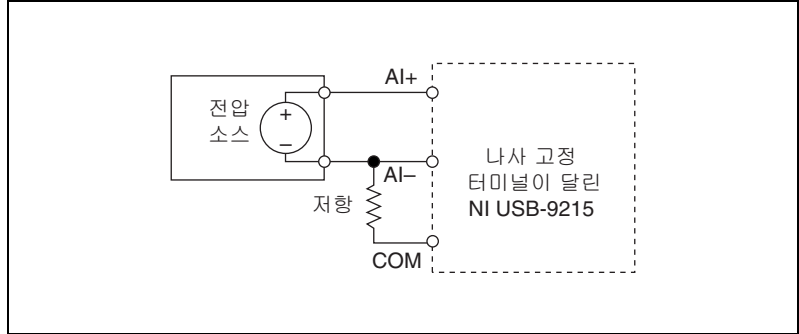 AI+
전압
소스
+
–
AI–
나사 고정
터미널이 달린
NI USB-9215
저항
COM